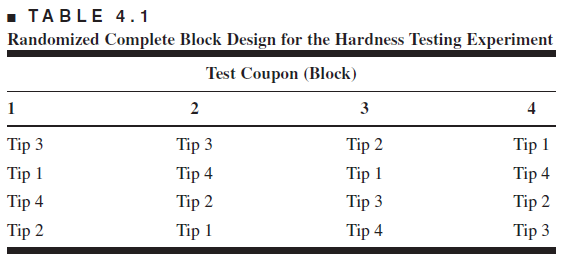 ■ TABLE 4.1
Randomized Complete Block Design for the Hardness Testing Experiment
Test Coupon (Block)
1 2 3 4
Tip 3 Tip 3 Tip 2 Tip 1
Tip 1 Tip 4 Tip 1 Tip 4
Tip 4 Tip 2 Tip 3 Tip 2
Tip 2 Tip 1 Tip 4 Tip 3